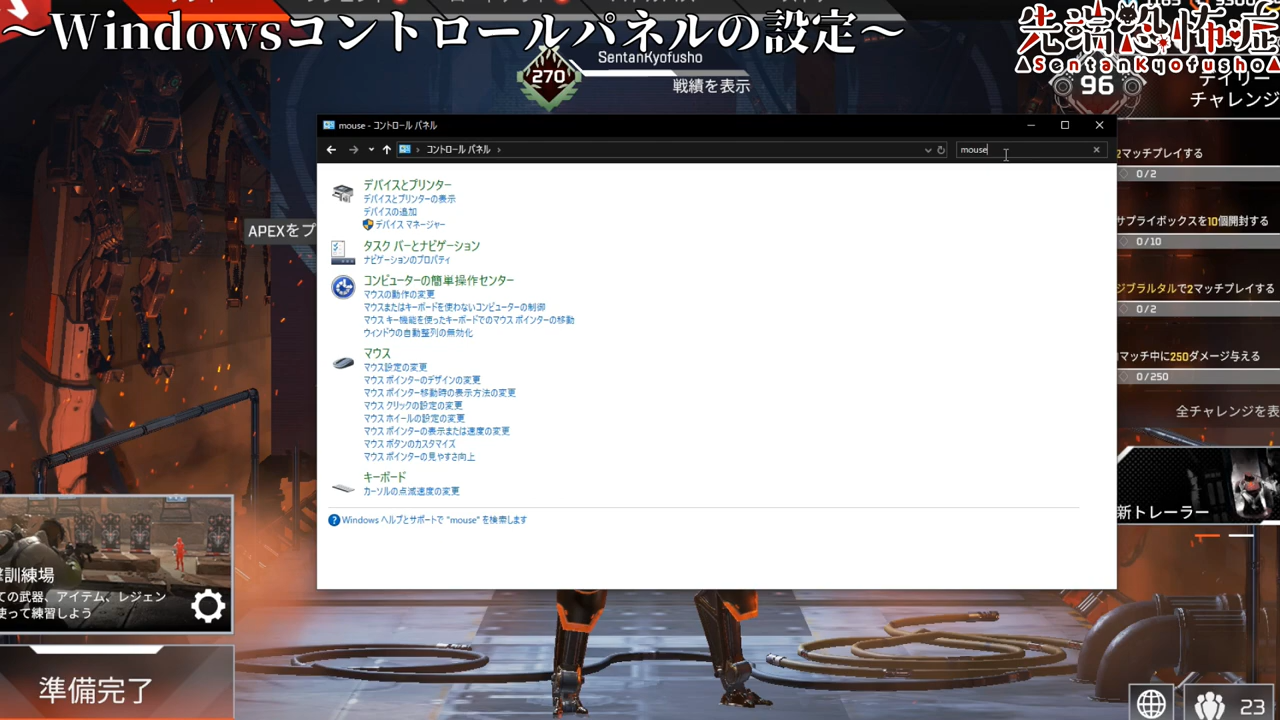 ～Windowsコントロールパネルの設定～
先端恐怖症
SentanKyofusho
SentanKyofusho
270
戦績を表示
96
デイリー
チャレンジ
mouse - コントロール パネル
コントロール パネル
mouse
2マッチプレイする
0/2
サプライボックスを10個開封する
0/10
ジブラルタルで2マッチプレイする
0/2
マッチ中に250ダメージ与える
0/250
全チャレンジを表
APEXをプ
デバイスとプリンター
デバイスとプリンターの表示
デバイスの追加
デバイス マネージャー
タスク バーとナビゲーション
ナビゲーションのプロパティ
コンピューターの簡単操作センター
マウスの動作の変更
マウスまたはキーボードを使わないコンピューターの制御
マウス キー機能を使ったキーボードでのマウス ポインターの移動
ウィンドウの自動整列の無効化
マウス
マウス設定の変更
マウス ポインターのデザインの変更
マウス ポインター移動時の表示方法の変更
マウス クリックの設定の変更
マウス ホイールの設定の変更
マウス ポインターの表示または速度の変更
マウス ボタンのカスタマイズ
マウス ポインターの見やすさ向上
キーボード
カーソルの点滅速度の変更
Windows ヘルプとサポートで "mouse" を検索します
新トレーラー
訓練場
ての武器、アイテム、レジェン
使って練習しよう
準備完了
23